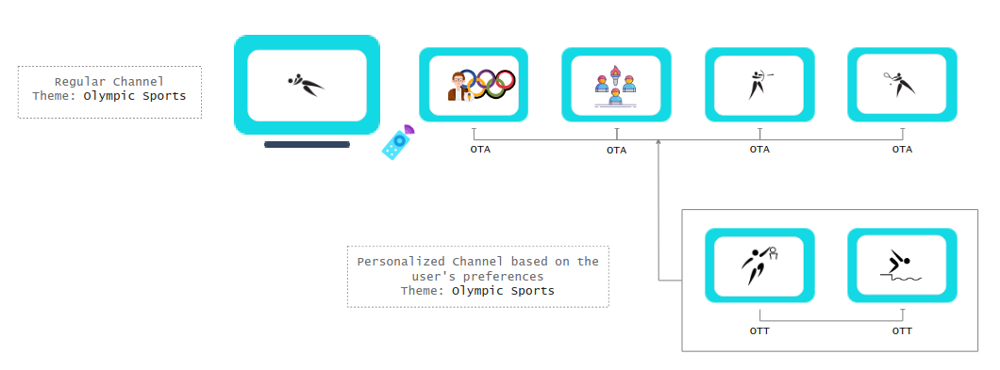 Regular Channel
Theme: Olympic Sports
OTA
OTA
OTA
OTA
Personalized Channel based on the
user's preferences
Theme: Olympic Sports
OTT
OTT